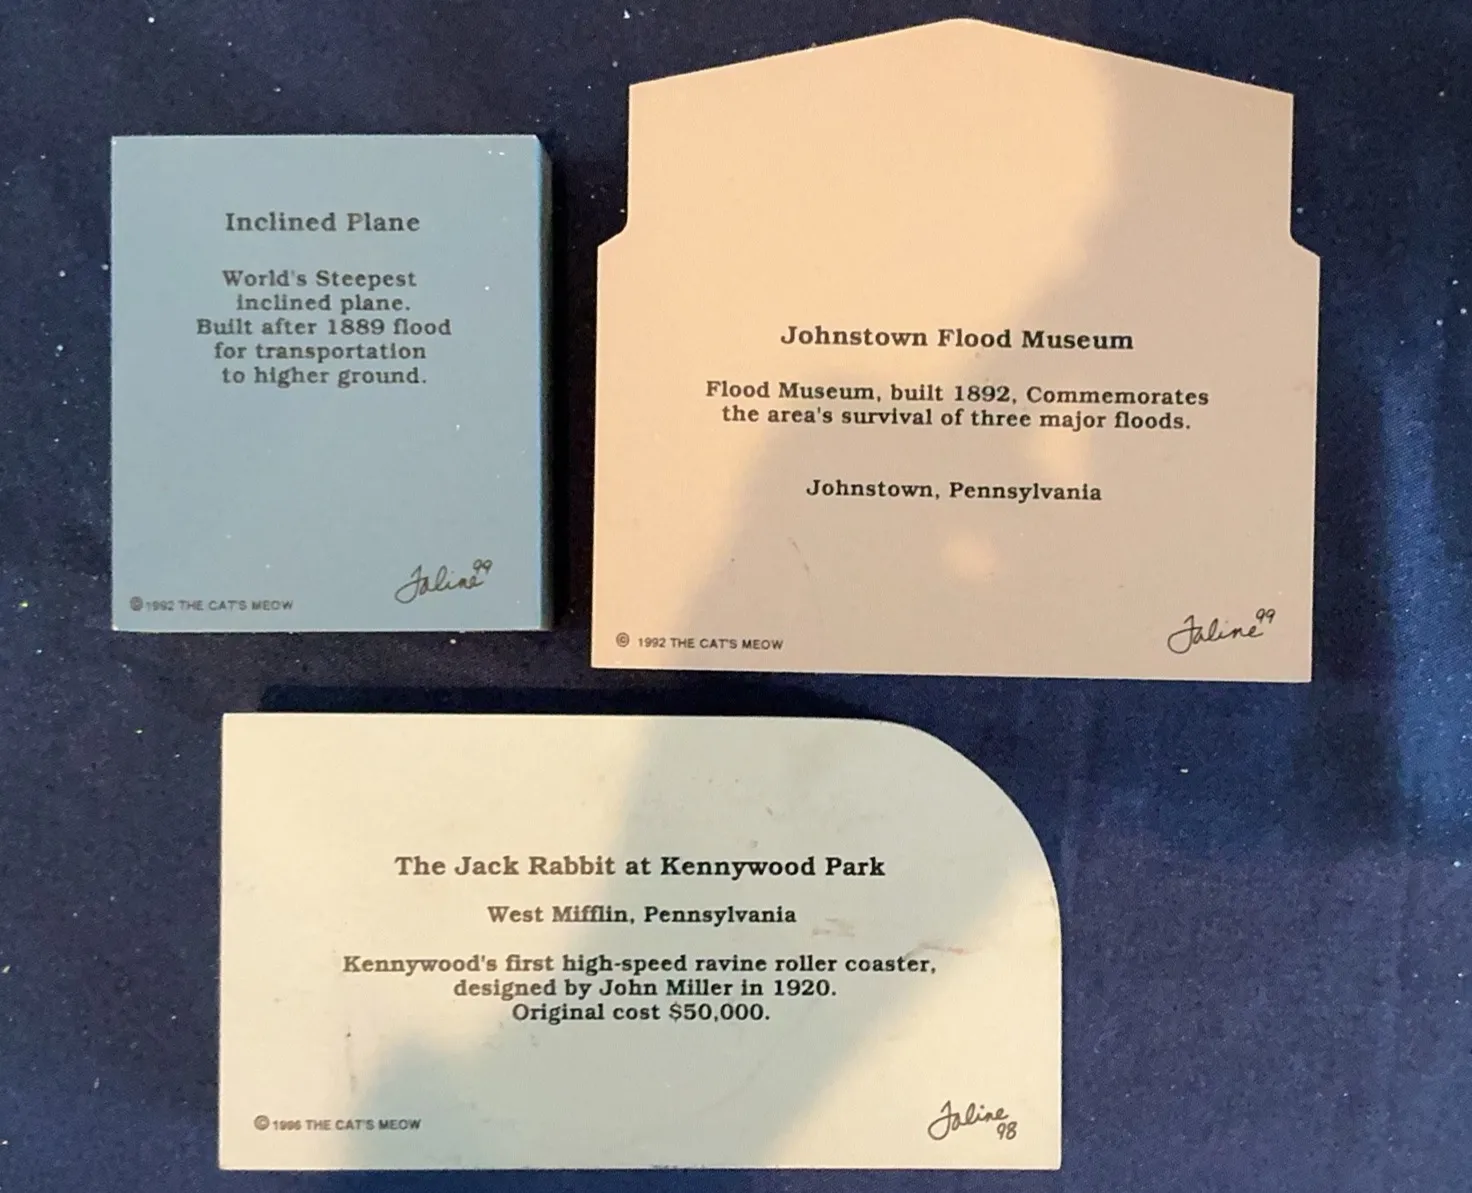 Inclined Plane
World's Steepest
inclined plane.
Built after 1889 flood
for transportation
to higher ground.
Faline 99
© 1992 THE CAT'S MEOW
Johnstown Flood Museum
Flood Museum, built 1892, Commemorates
the area's survival of three major floods.
Johnstown, Pennsylvania
Faline 99
© 1992 THE CAT'S MEOW
The Jack Rabbit at Kennywood Park
West Mifflin, Pennsylvania
Kennywood's first high-speed ravine roller coaster,
designed by John Miller in 1920.
Original cost $50,000.
© 1996 THE CAT'S MEOW
Faline
98